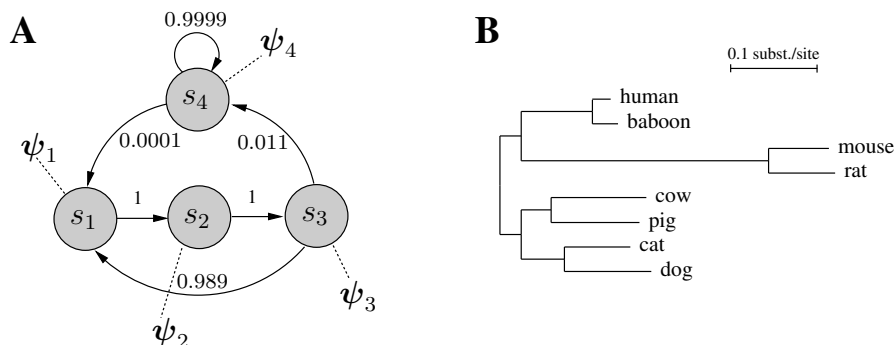 A
0.9999
ψ₄
s₄
0.0001
0.011
ψ₁
s₁
1
s₂
1
s₃
0.989
ψ₂
ψ₃
B
0.1 subst./site
human
baboon
mouse
rat
cow
pig
cat
dog